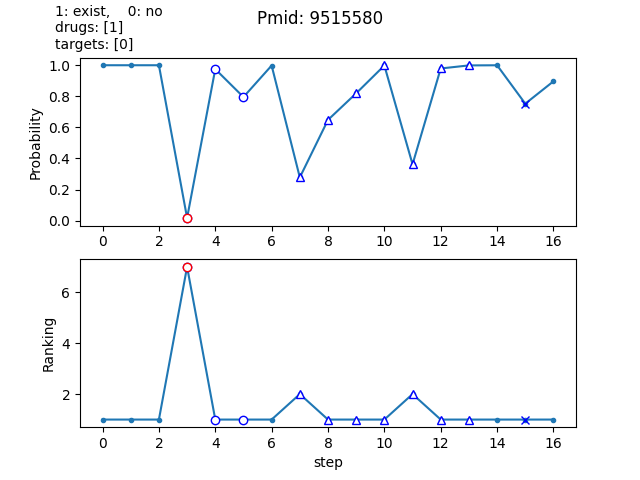 1: exist,    0: no
drugs: [1]
targets: [0]
Pmid: 9515580
1.0
0.8
0.6
0.4
0.2
0.0
Probability
0 2 4 6 8 10 12 14 16
6
4
2
Ranking
0 2 4 6 8 10 12 14 16
step